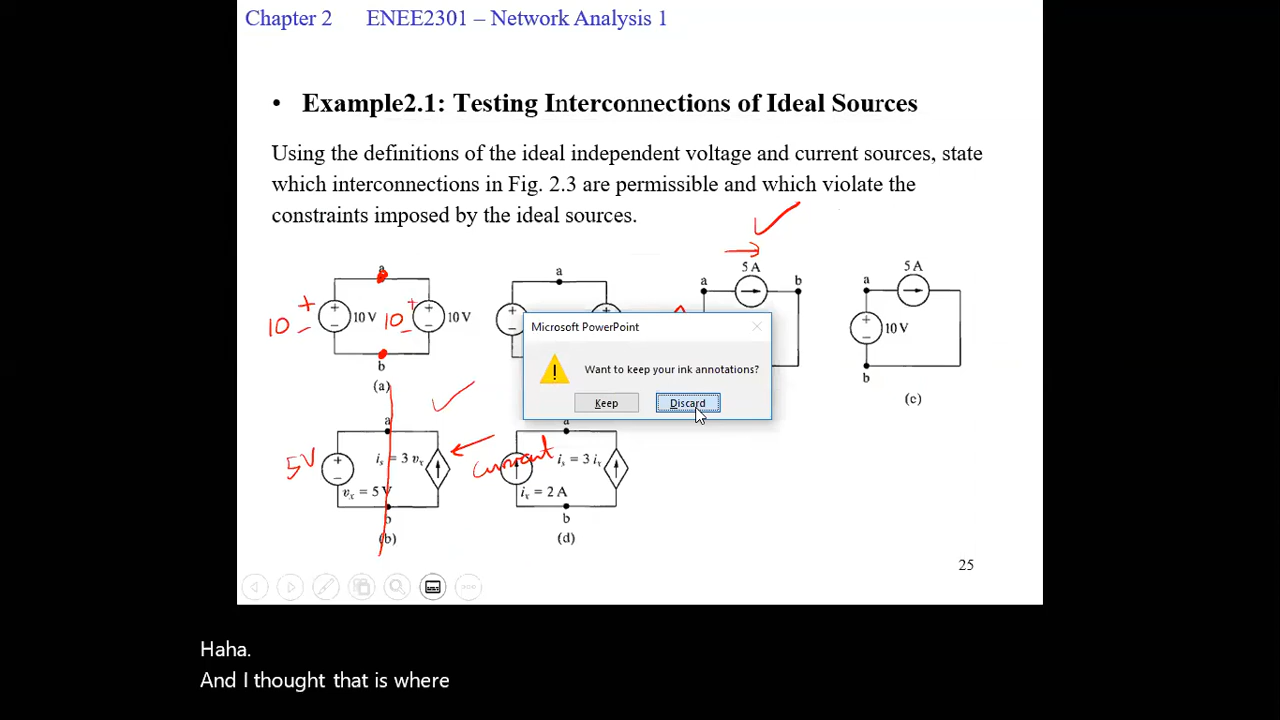 Chapter 2 ENEE2301 – Network Analysis 1
• Example2.1: Testing Interconnections of Ideal Sources
Using the definitions of the ideal independent voltage and current sources, state
which interconnections in Fig. 2.3 are permissible and which violate the
constraints imposed by the ideal sources.
a
+
10
–
+
–
10 V
+
10
–
+
–
10 V
b
(a)
a
–
5 A
a
b
5 A
a
+
–
10 V
b
(c)
Microsoft PowerPoint
Want to keep your ink annotations?
Keep Discard
a
5V
+
–
is = 3 vx
vx = 5 V
b
(b)
a
current
is = 3 ix
ix = 2 A
b
(d)
25
Haha.
And I thought that is where